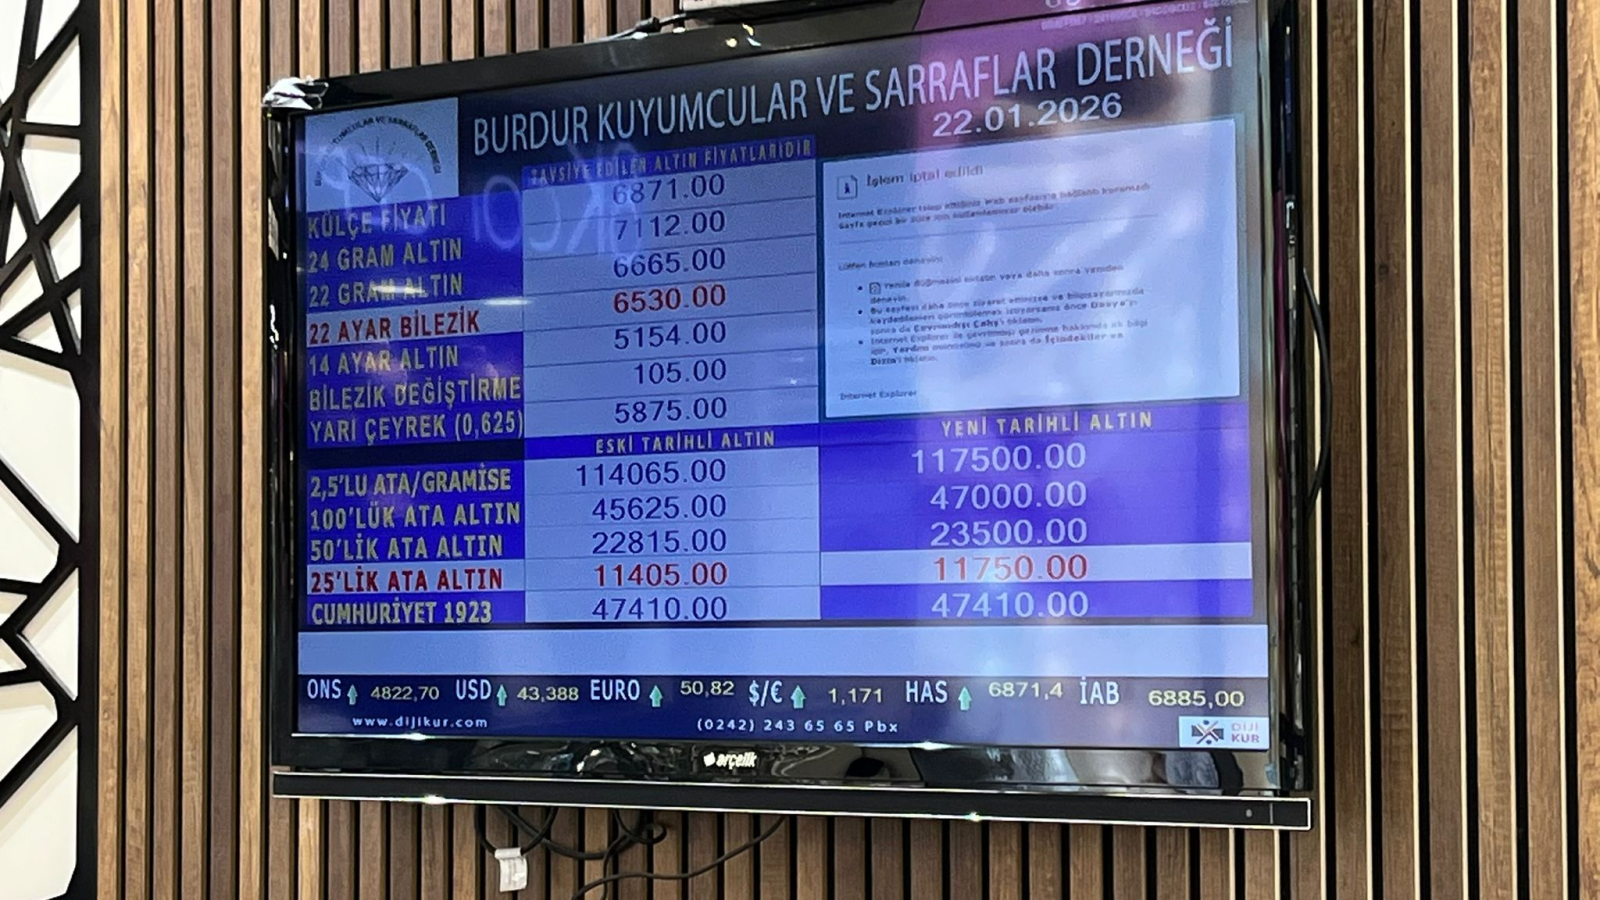 BURDUR KUYUMCULAR VE SARRAFLAR DERNEĞİ
22.01.2026
TAVSİYE EDİLEN ALTIN FİYATLARIDIR
KÜLÇE FİYATI 6871.00
24 GRAM ALTIN 7112.00
22 GRAM ALTIN 6665.00
22 AYAR BİLEZİK 6530.00
14 AYAR ALTIN 5154.00
BİLEZİK DEĞİŞTİRME 105.00
YARI ÇEYREK (0,625) 5875.00
İşlem iptal edildi
Internet Explorer
ESKİ TARİHLİ ALTIN YENİ TARİHLİ ALTIN
2,5'LU ATA/GRAMİSE 114065.00 117500.00
100'LÜK ATA ALTIN 45625.00 47000.00
50'LİK ATA ALTIN 22815.00 23500.00
25'LİK ATA ALTIN 11405.00 11750.00
CUMHURİYET 1923 47410.00 47410.00
ONS 4822,70 USD 43,388 EURO 50,82 $/€ 1,171 HAS 6871,4 İAB 6885,00
www.dijikur.com (0242) 243 65 65 Pbx
DIJI
KUR
arçelik